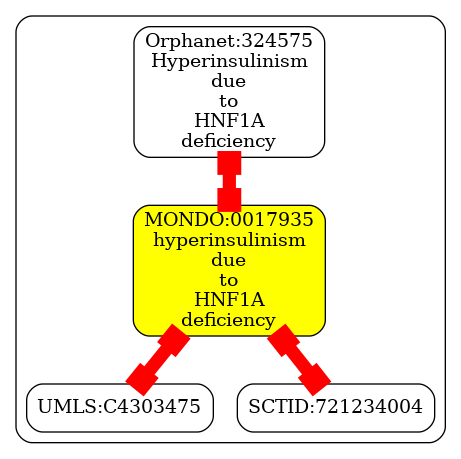 Orphanet:324575
Hyperinsulinism
due
to
HNF1A
deficiency
MONDO:0017935
hyperinsulinism
due
to
HNF1A
deficiency
UMLS:C4303475
SCTID:721234004